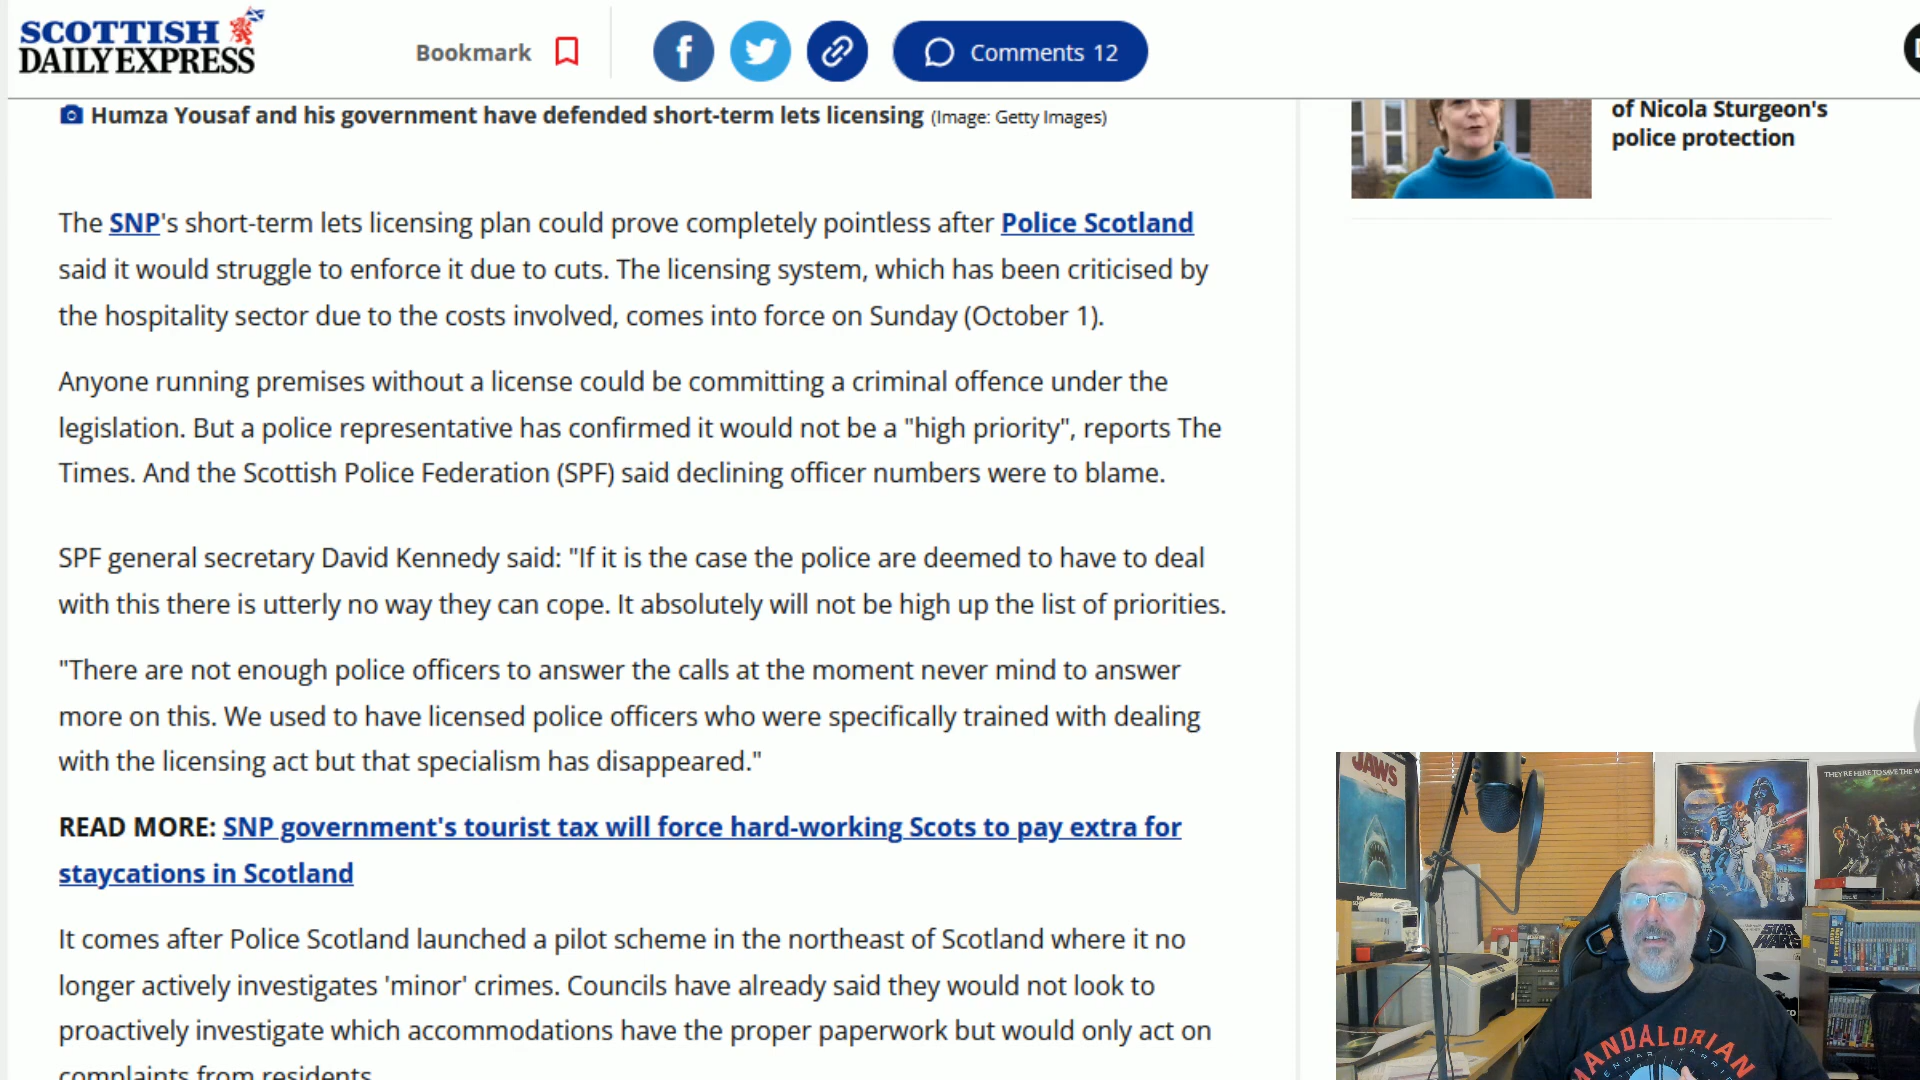 SCOTTISH
DAILY EXPRESS
Bookmark
Comments 12
Humza Yousaf and his government have defended short-term lets licensing (Image: Getty Images)
of Nicola Sturgeon's
police protection
The SNP's short-term lets licensing plan could prove completely pointless after Police Scotland
said it would struggle to enforce it due to cuts. The licensing system, which has been criticised by
the hospitality sector due to the costs involved, comes into force on Sunday (October 1).
Anyone running premises without a license could be committing a criminal offence under the
legislation. But a police representative has confirmed it would not be a "high priority", reports The
Times. And the Scottish Police Federation (SPF) said declining officer numbers were to blame.
SPF general secretary David Kennedy said: "If it is the case the police are deemed to have to deal
with this there is utterly no way they can cope. It absolutely will not be high up the list of priorities.
"There are not enough police officers to answer the calls at the moment never mind to answer
more on this. We used to have licensed police officers who were specifically trained with dealing
with the licensing act but that specialism has disappeared."
READ MORE: SNP government's tourist tax will force hard-working Scots to pay extra for
staycations in Scotland
It comes after Police Scotland launched a pilot scheme in the northeast of Scotland where it no
longer actively investigates 'minor' crimes. Councils have already said they would not look to
proactively investigate which accommodations have the proper paperwork but would only act on
complaints from residents.
JAWS
THEY'RE HERE TO SAVE THE W
STAR
WARS
MANDALORIAN